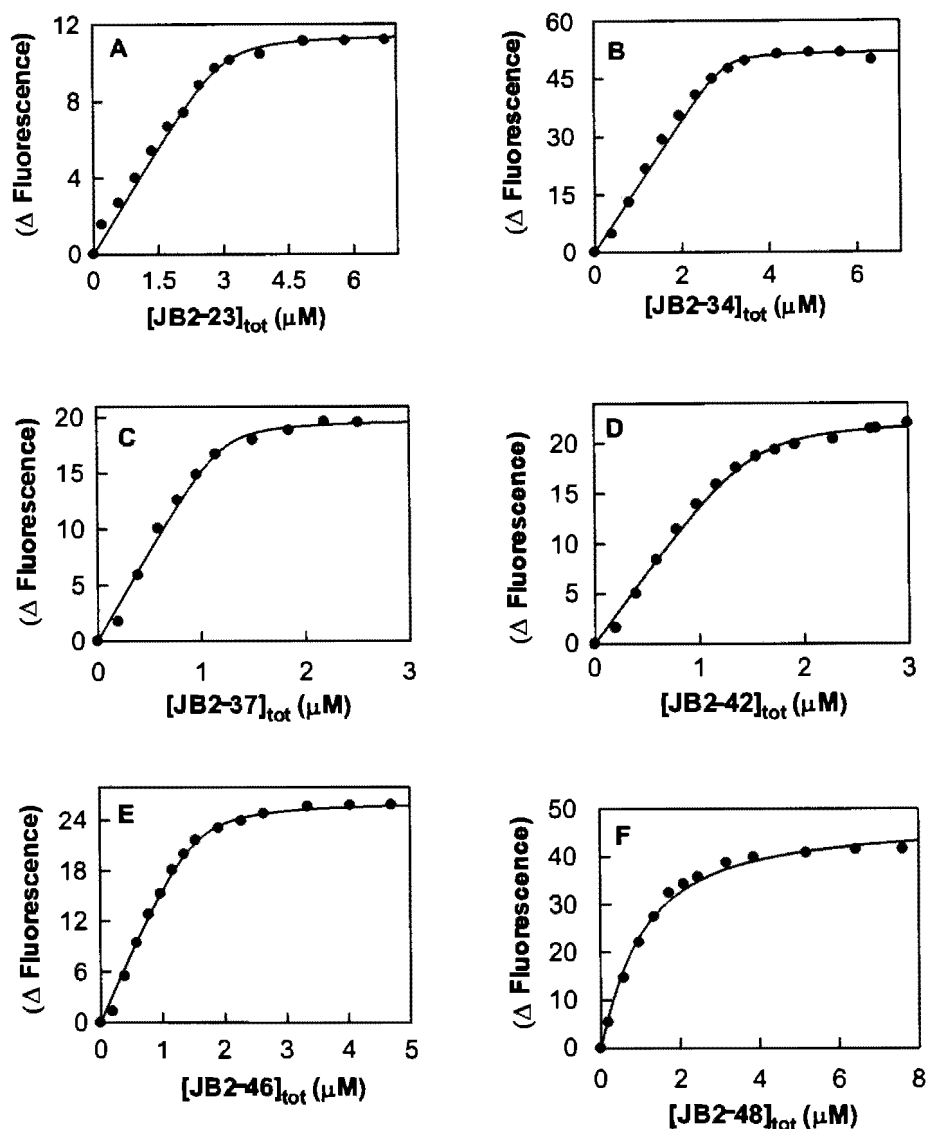 A
(Δ Fluorescence)
12
8
4
0
0 1.5 3 4.5 6
[JB2-23]tot (μM)
B
(Δ Fluorescence)
60
45
30
15
0
0 2 4 6
[JB2-34]tot (μM)
C
(Δ Fluorescence)
20
15
10
5
0
0 1 2 3
[JB2-37]tot (μM)
D
(Δ Fluorescence)
20
15
10
5
0
0 1 2 3
[JB2-42]tot (μM)
E
(Δ Fluorescence)
24
18
12
6
0
0 1 2 3 4 5
[JB2-46]tot (μM)
F
(Δ Fluorescence)
50
40
30
20
10
0
0 2 4 6 8
[JB2-48]tot (μM)